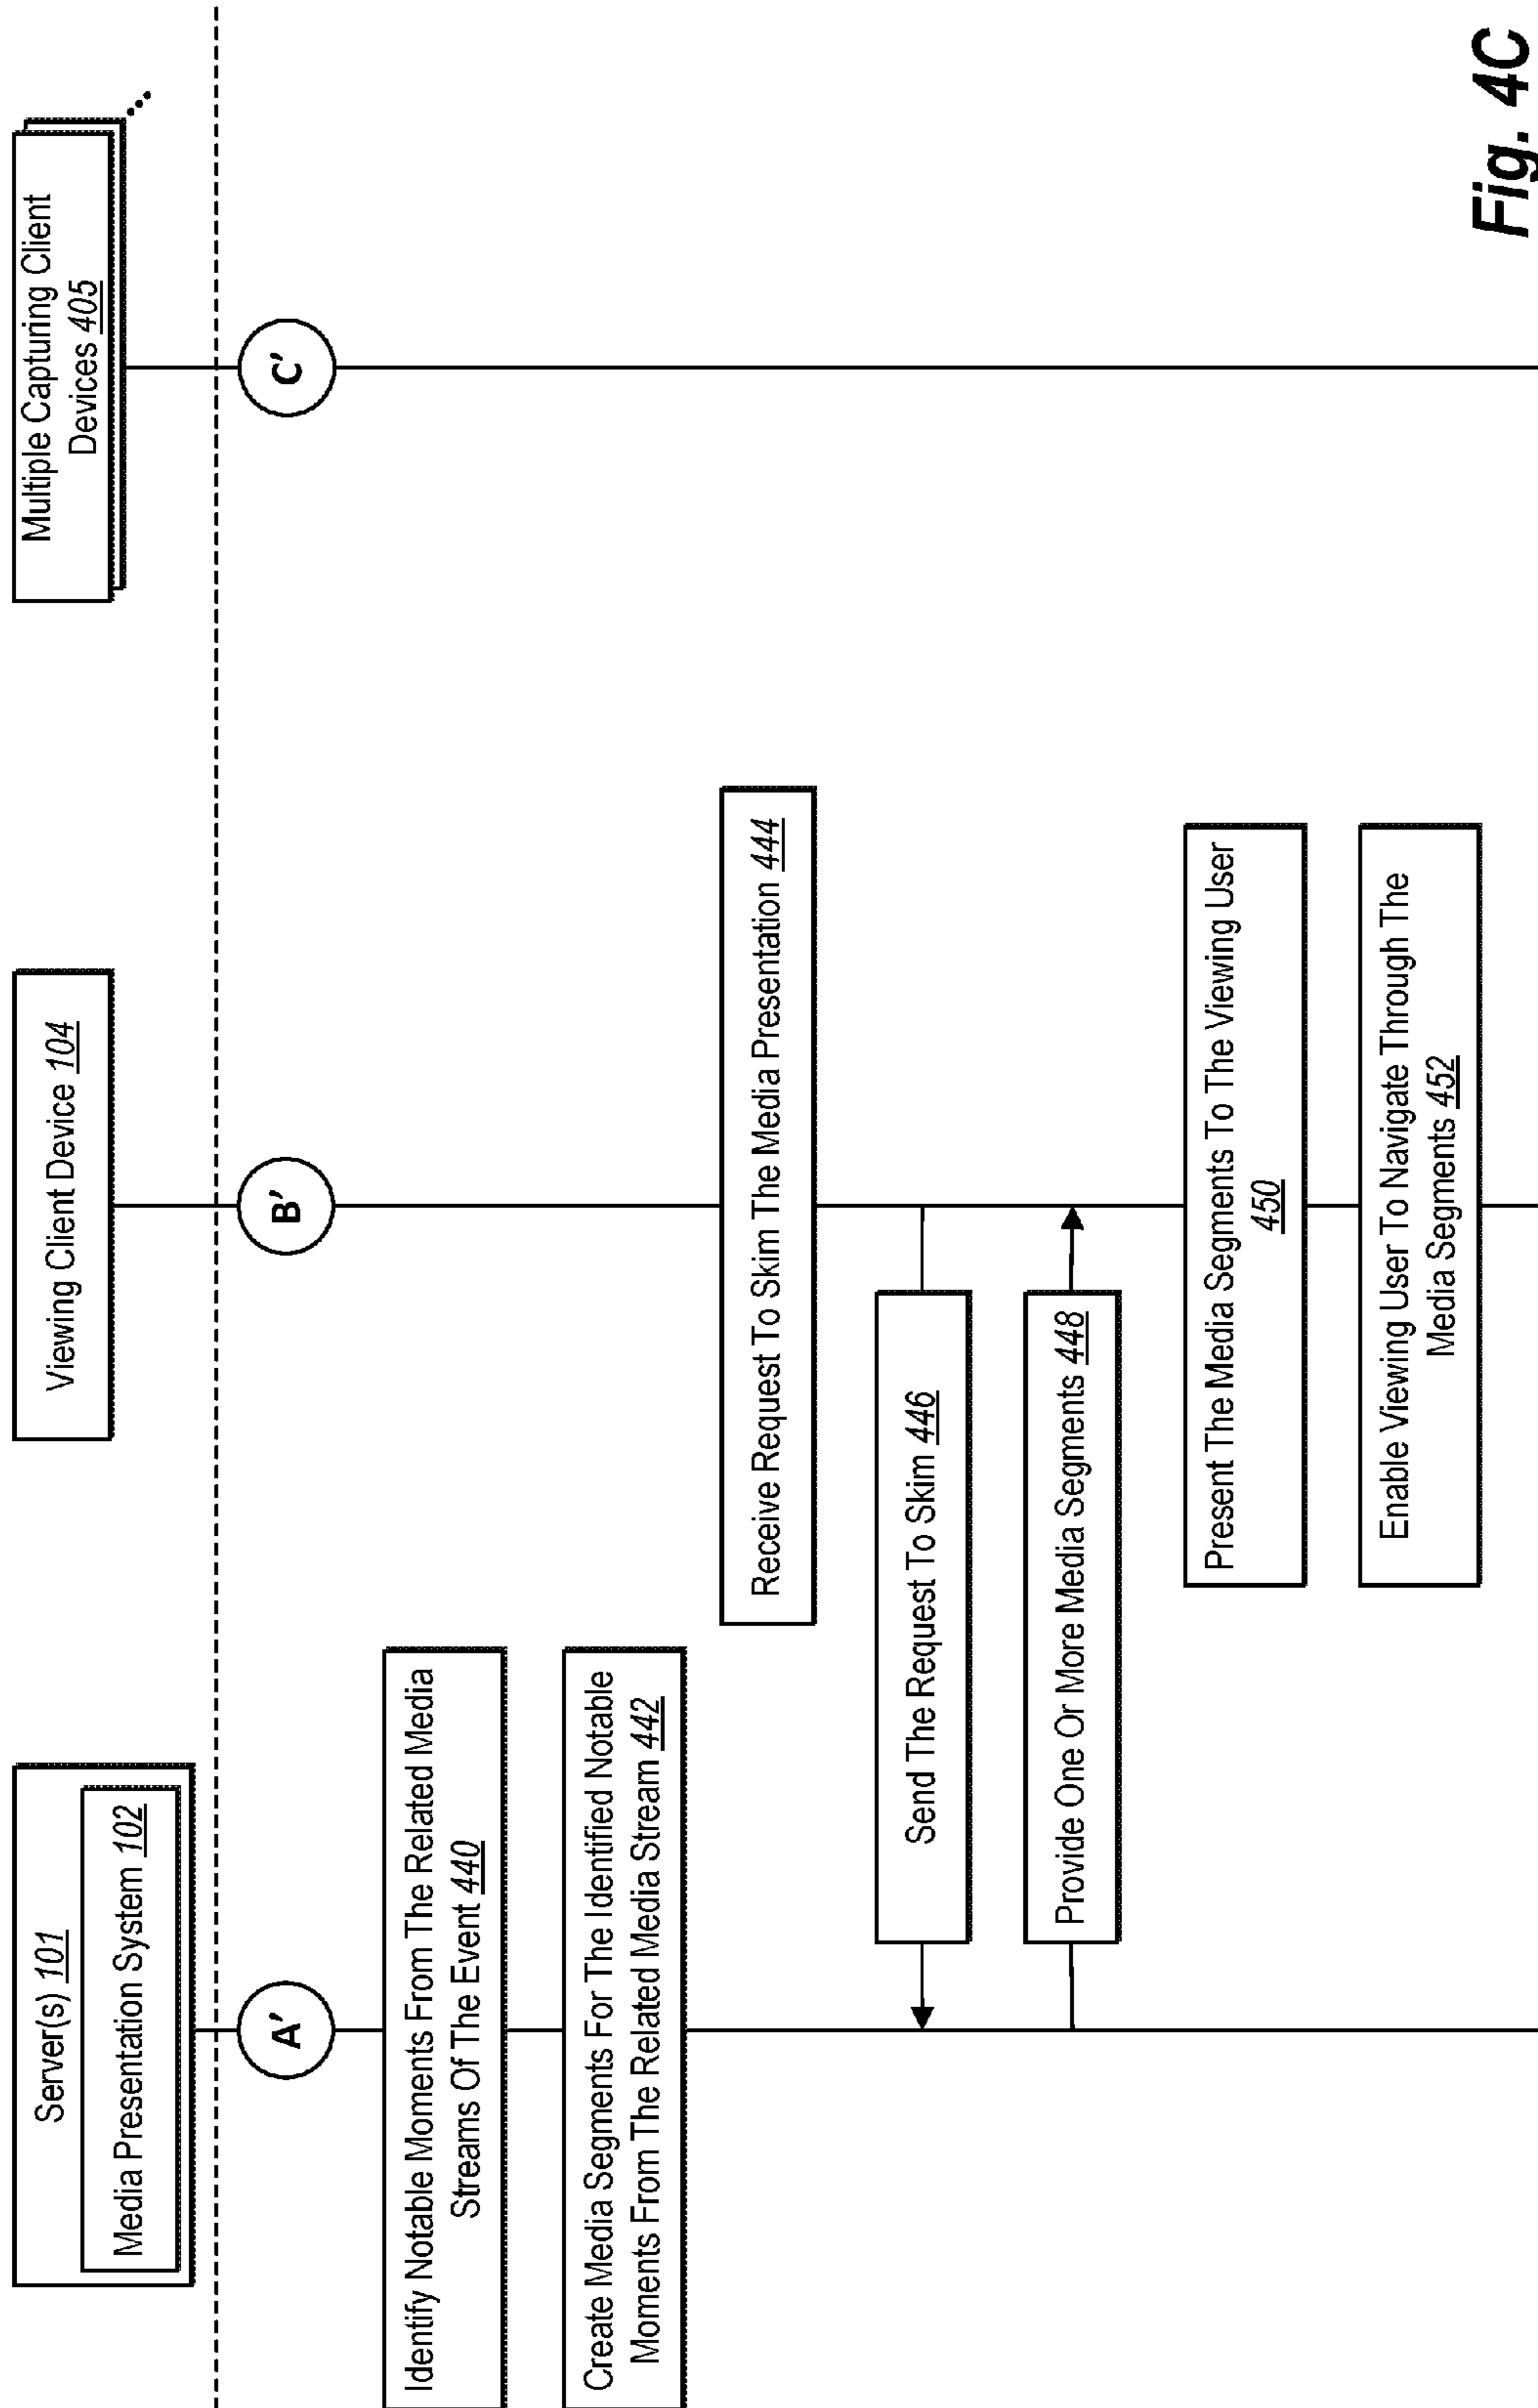 Server(s) 101
Media Presentation System 102
Viewing Client Device 104
Multiple Capturing Client
Devices 405
A'
B'
C'
Identify Notable Moments From The Related Media
Streams Of The Event 440
Create Media Segments For The Identified Notable
Moments From The Related Media Stream 442
Receive Request To Skim The Media Presentation 444
Send The Request To Skim 446
Provide One Or More Media Segments 448
Present The Media Segments To The Viewing User
450
Enable Viewing User To Navigate Through The
Media Segments 452
Fig. 4C